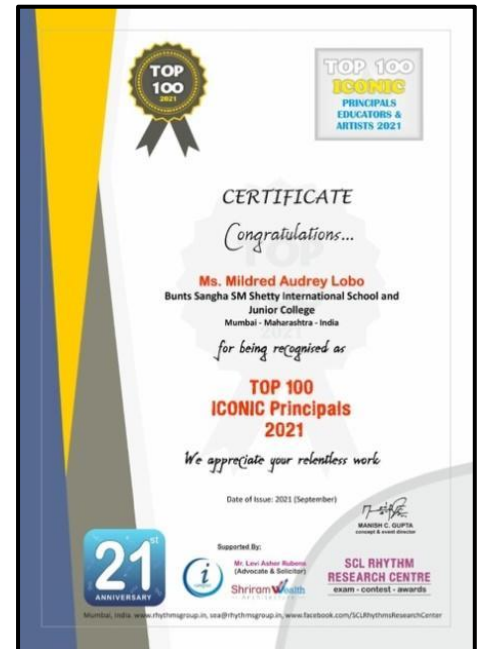 TOP
100
2021
TOP 100
ICONIC
PRINCIPALS
EDUCATORS &
ARTISTS 2021
CERTIFICATE
Congratulations...
Ms. Mildred Audrey Lobo
Bunts Sangha SM Shetty International School and
Junior College
Mumbai - Maharashtra - India
for being recognised as
TOP 100
ICONIC Principals
2021
We appreciate your relentless work
Date of Issue: 2021 (September)
MANISH C. GUPTA
concept & event director
21st
ANNIVERSARY
Supported By:
i
Mr. Levi Asher Rubens
(Advocate & Solicitor)
Shriram Wealth
SCL RHYTHM
RESEARCH CENTRE
exam - contest - awards
Mumbai, India www.rhythmsgroup.in, sea@rhythmsgroup.in, www.facebook.com/SCLRhythmsResearchCenter